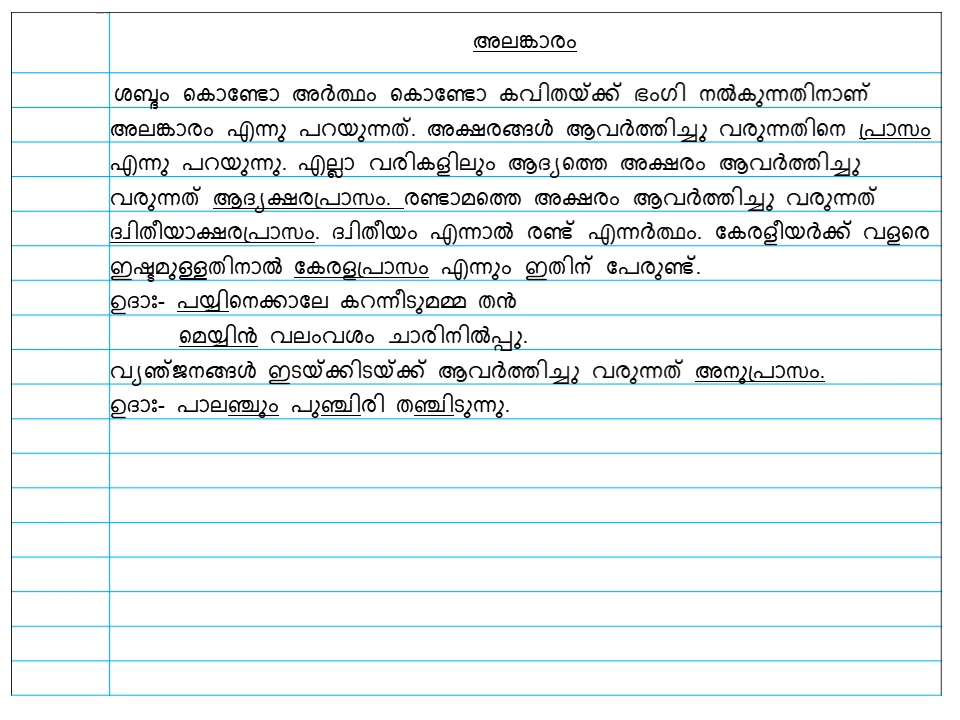 അലങ്കാരം
ശബ്ദം കൊണ്ടോ അർത്ഥം കൊണ്ടോ കവിതയ്ക്ക് ഭംഗി നൽകുന്നതിനാണ്
അലങ്കാരം എന്നു പറയുന്നത്. അക്ഷരങ്ങൾ ആവർത്തിച്ചു വരുന്നതിനെ പ്രാസം
എന്നു പറയുന്നു. എല്ലാ വരികളിലും ആദ്യത്തെ അക്ഷരം ആവർത്തിച്ചു
വരുന്നത് ആദ്യക്ഷരപ്രാസം. രണ്ടാമത്തെ അക്ഷരം ആവർത്തിച്ചു വരുന്നത്
ദ്വിതീയാക്ഷരപ്രാസം. ദ്വിതീയം എന്നാൽ രണ്ട് എന്നർത്ഥം. കേരളീയർക്ക് വളരെ
ഇഷ്ടമുള്ളതിനാൽ കേരളപ്രാസം എന്നും ഇതിന് പേരുണ്ട്.
ഉദാഃ- പയ്യിനെക്കാലേ കറന്നീടുമമ്മ തൻ
മെയ്യിൻ വലംവശം ചാരിനിൽപ്പു.
വ്യഞ്ജനങ്ങൾ ഇടയ്ക്കിടയ്ക്ക് ആവർത്തിച്ചു വരുന്നത് അനുപ്രാസം.
ഉദാഃ- പാലഞ്ചും പുഞ്ചിരി തഞ്ചിടുന്നു.